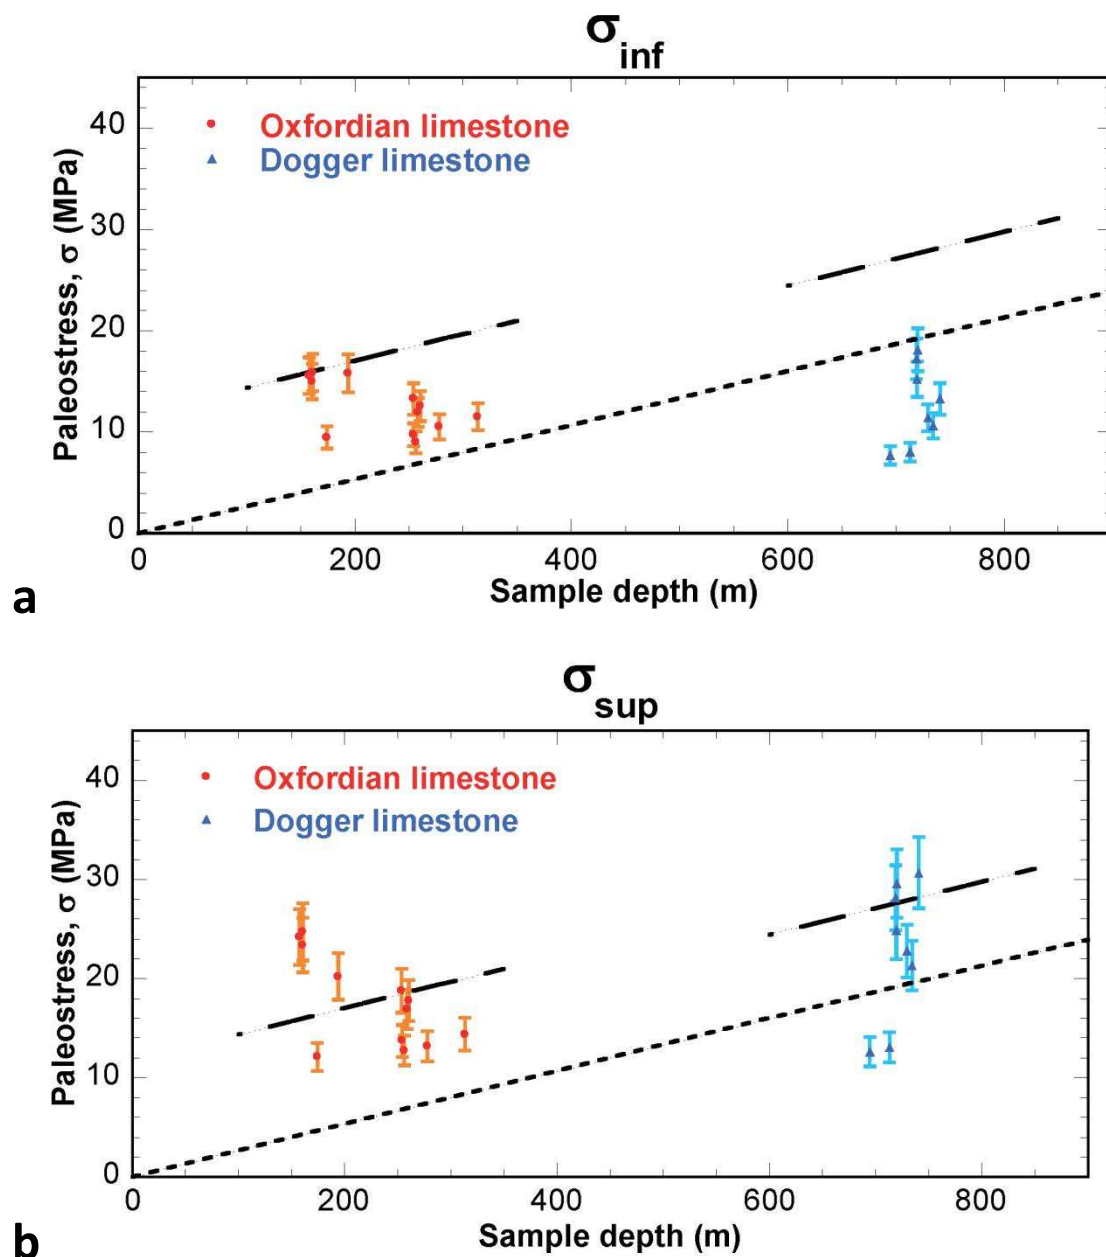 σinf
Paleostress, σ (MPa)
40
30
20
10
0
Oxfordian limestone
Dogger limestone
0 200 400 600 800
Sample depth (m)
a
σsup
Paleostress, σ (MPa)
40
30
20
10
0
Oxfordian limestone
Dogger limestone
0 200 400 600 800
Sample depth (m)
b